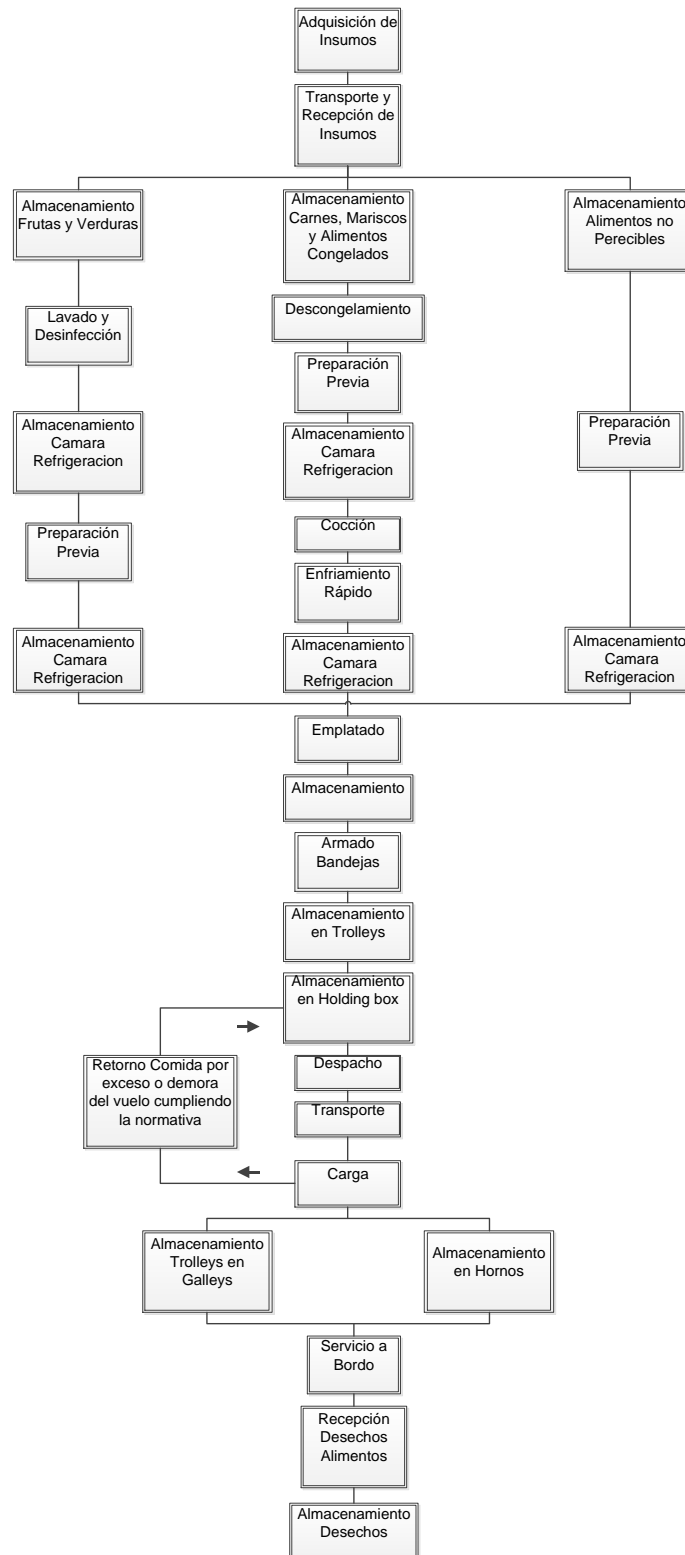 Adquisición de
Insumos
Transporte y
Recepción de
Insumos
Almacenamiento
Frutas y Verduras
Almacenamiento
Carnes, Mariscos
y Alimentos
Congelados
Almacenamiento
Alimentos no
Perecibles
Lavado y
Desinfección
Descongelamiento
Preparación
Previa
Almacenamiento
Camara
Refrigeracion
Almacenamiento
Camara
Refrigeracion
Preparación
Previa
Preparación
Previa
Cocción
Enfriamiento
Rápido
Almacenamiento
Camara
Refrigeracion
Almacenamiento
Camara
Refrigeracion
Almacenamiento
Camara
Refrigeracion
Emplatado
Almacenamiento
Armado
Bandejas
Almacenamiento
en Trolleys
Almacenamiento
en Holding box
Retorno Comida por
exceso o demora
del vuelo cumpliendo
la normativa
Despacho
Transporte
Carga
Almacenamiento
Trolleys en
Galleys
Almacenamiento
en Hornos
Servicio a
Bordo
Recepción
Desechos
Alimentos
Almacenamiento
Desechos